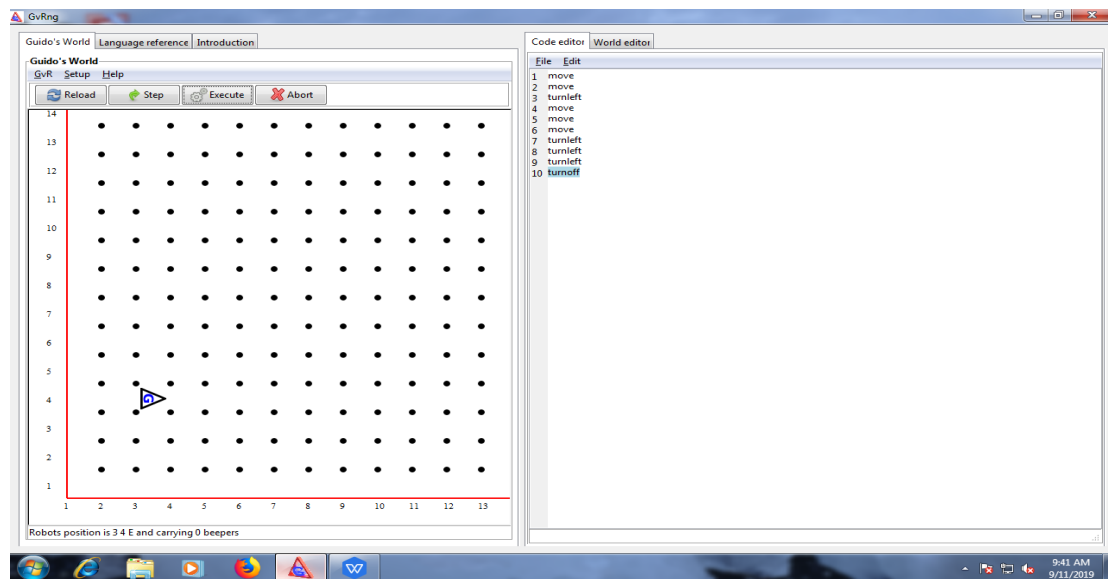 GvRng
Guido's World Language reference Introduction
Guido's World
GvR Setup Help
Reload Step Execute Abort
14
13
12
11
10
9
8
7
6
5
4
G
3
2
1
1 2 3 4 5 6 7 8 9 10 11 12 13
Robots position is 3 4 E and carrying 0 beepers
Code editor World editor
File Edit
1 move
2 move
3 turnleft
4 move
5 move
6 move
7 turnleft
8 turnleft
9 turnleft
10 turnoff
9:41 AM
9/11/2019